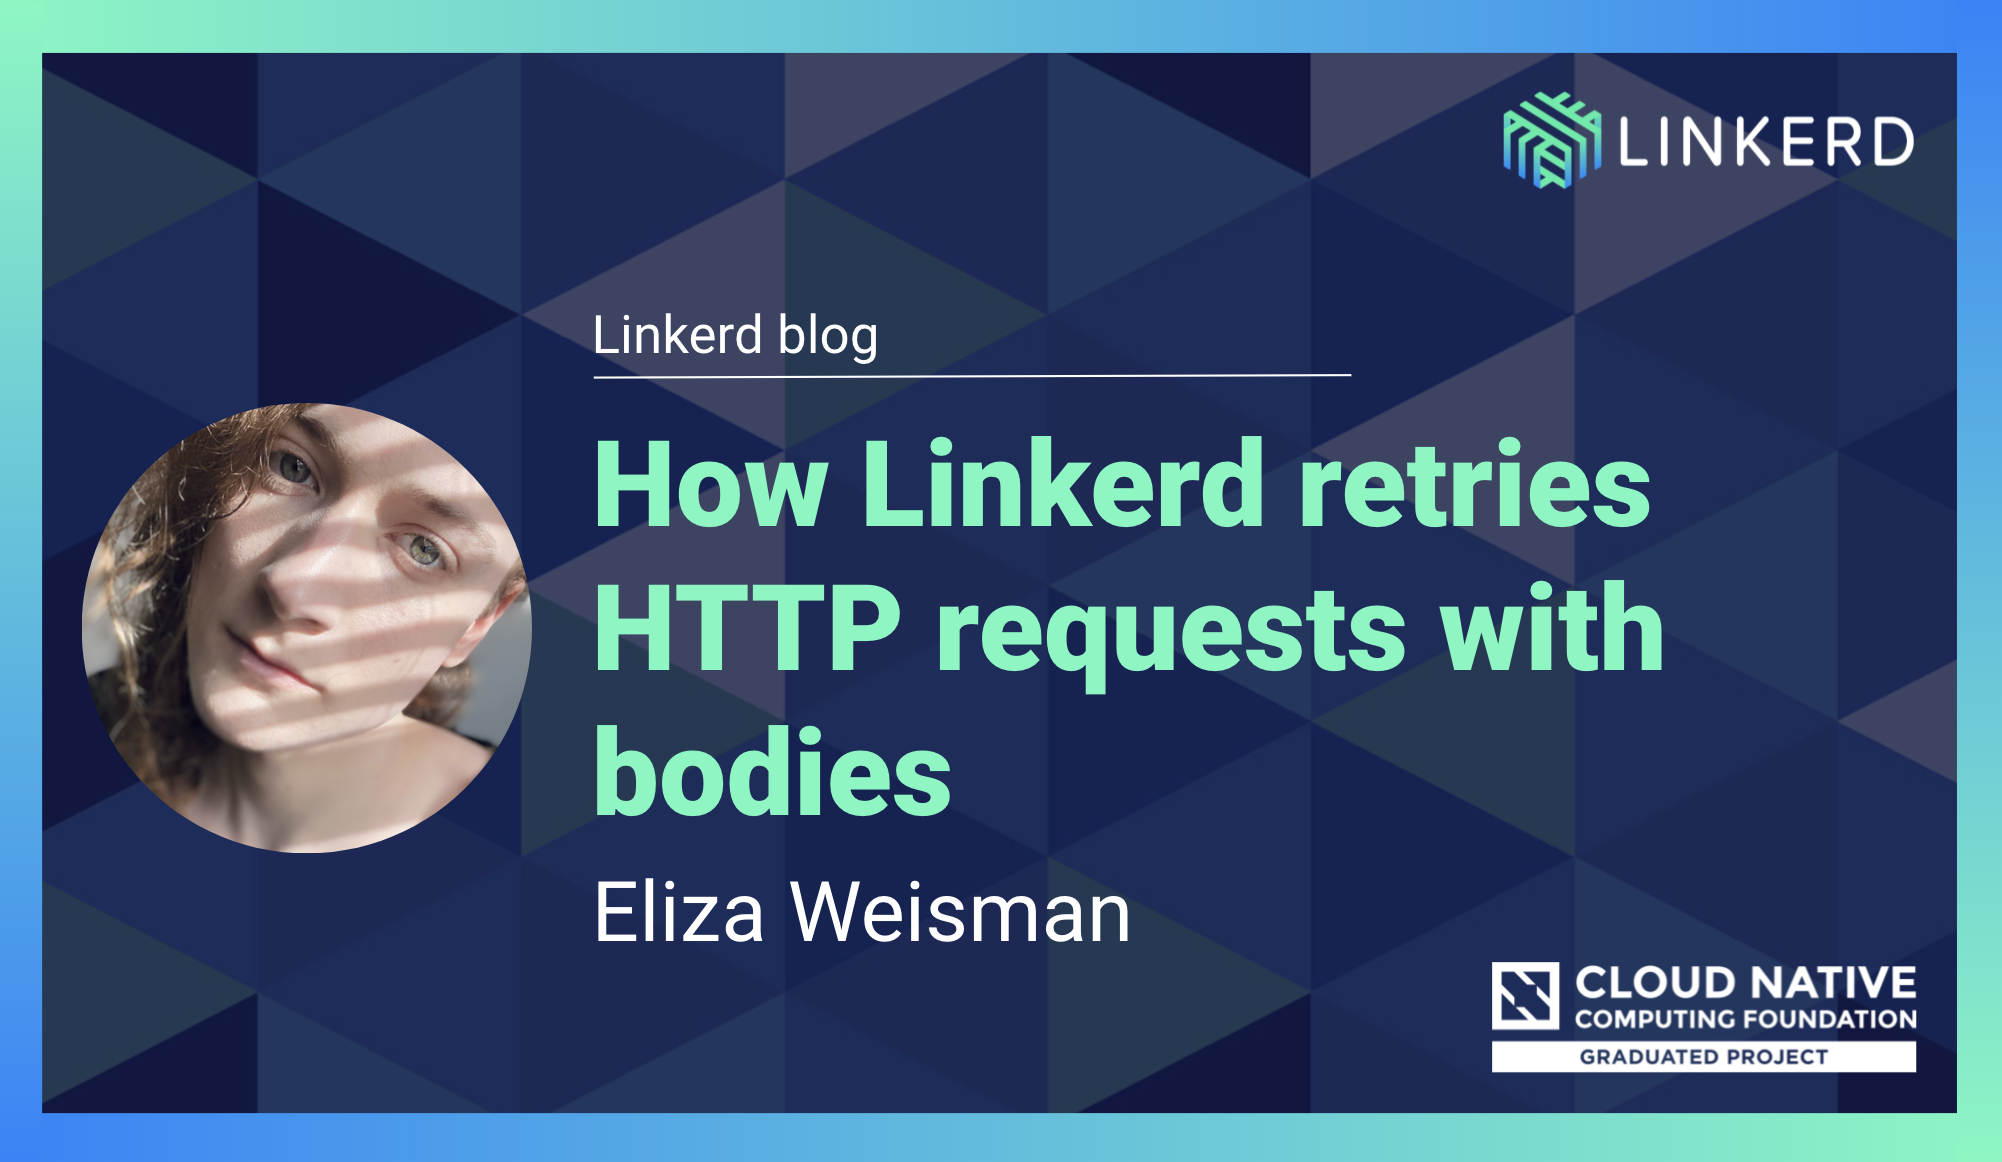 LINKERD
Linkerd blog
How Linkerd retries
HTTP requests with
bodies
Eliza Weisman
CLOUD NATIVE
COMPUTING FOUNDATION
GRADUATED PROJECT